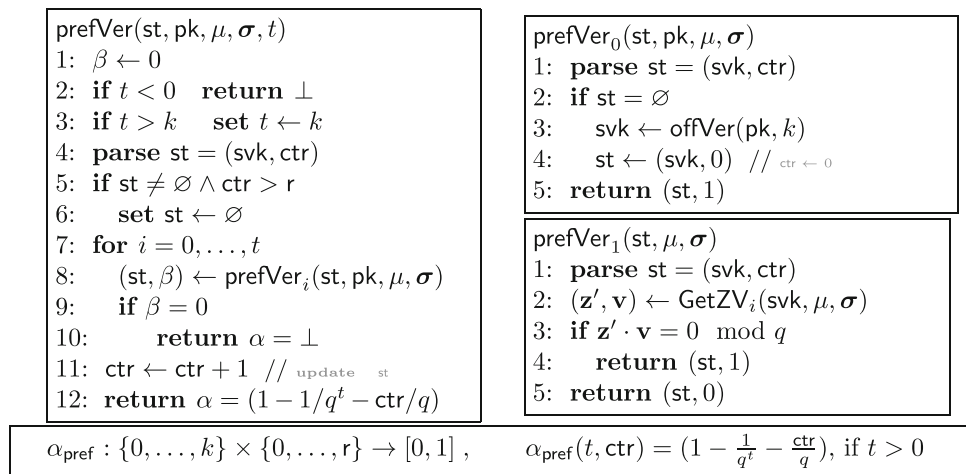 prefVer(st, pk, μ, σ, t)
1: β ← 0
2: if t < 0 return ⊥
3: if t > k set t ← k
4: parse st = (svk, ctr)
5: if st ≠ ∅ ∧ ctr > r
6: set st ← ∅
7: for i = 0, . . . , t
8: (st, β) ← prefVer_i(st, pk, μ, σ)
9: if β = 0
10: return α = ⊥
11: ctr ← ctr + 1 // update st
12: return α = (1 − 1/q^t − ctr/q)
prefVer_0(st, pk, μ, σ)
1: parse st = (svk, ctr)
2: if st = ∅
3: svk ← offVer(pk, k)
4: st ← (svk, 0) // ctr ← 0
5: return (st, 1)
prefVer_1(st, μ, σ)
1: parse st = (svk, ctr)
2: (z′, v) ← GetZV_i(svk, μ, σ)
3: if z′ · v = 0 mod q
4: return (st, 1)
5: return (st, 0)
α_pref : {0, . . . , k} × {0, . . . , r} → [0, 1] , α_pref(t, ctr) = (1 − 1/q^t − ctr/q), if t > 0